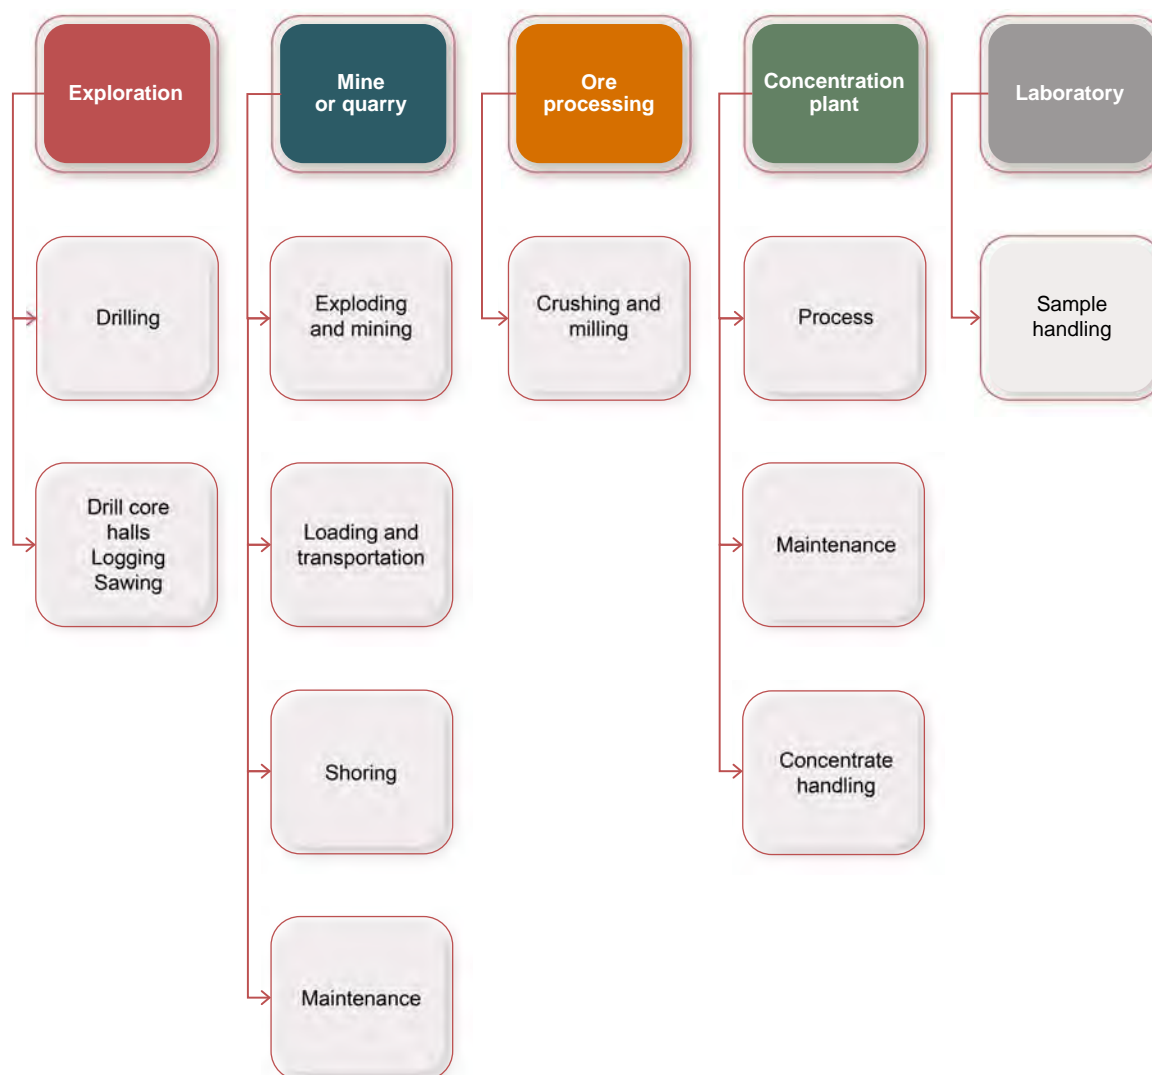 Exploration
Mine
or quarry
Ore
processing
Concentration
plant
Laboratory
Drilling
Exploding
and mining
Crushing and
milling
Process
Sample
handling
Drill core
halls
Logging
Sawing
Loading and
transportation
Maintenance
Shoring
Concentrate
handling
Maintenance